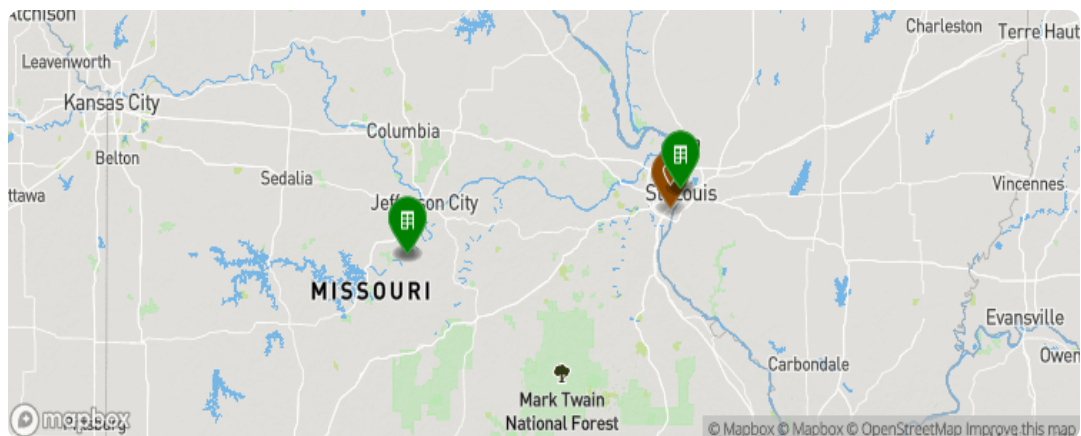 Atchison
Charleston
Terre Haut
Leavenworth
Kansas City
Columbia
Belton
Sedalia
ttawa
St. Louis
Vincennes
Jefferson City
MISSOURI
Evansville
Owen
Carbondale
Mark Twain
National Forest
mapbox
Pittsburg
© Mapbox © Mapbox © OpenStreetMap Improve this map